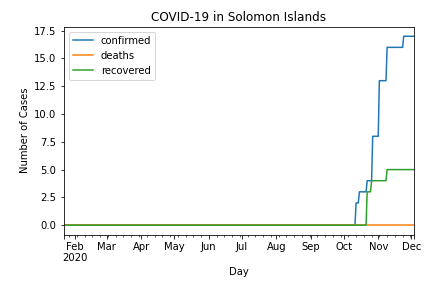 COVID-19 in Solomon Islands
confirmed
deaths
recovered
Number of Cases
17.5
15.0
12.5
10.0
7.5
5.0
2.5
0.0
Feb Mar Apr May Jun Jul Aug Sep Oct Nov Dec
2020
Day